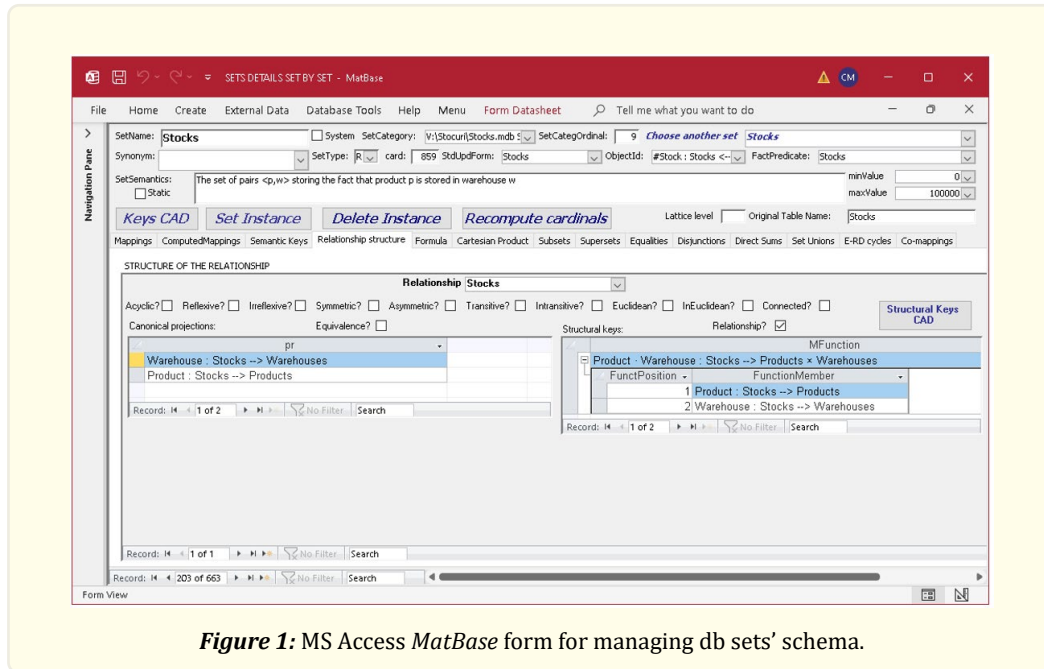 SETS DETAILS SET BY SET - MatBase
CM
File Home Create External Data Database Tools Help Menu Form Datasheet Tell me what you want to do
Navigation Pane
SetName: Stocks System SetCategory: V:\Stocuri\Stocks.mdb SetCategOrdinal: 9 Choose another set Stocks
Synonym: SetType: R card: 859 StdUpdForm: Stocks ObjectId: #Stock : Stocks <-- FactPredicate: Stocks
SetSemantics: The set of pairs <p,w> storing the fact that product p is stored in warehouse w minValue 0
Static maxValue 100000
Keys CAD Set Instance Delete Instance Recompute cardinals Lattice level Original Table Name: Stocks
Mappings ComputedMappings Semantic Keys Relationship structure Formula Cartesian Product Subsets Supersets Equalities Disjunctions Direct Sums Set Unions E-RD cycles Co-mappings
STRUCTURE OF THE RELATIONSHIP
Relationship Stocks
Acyclic? Reflexive? Irreflexive? Symmetric? Asymmetric? Transitive? Intransitive? Euclidean? InEuclidean? Connected? Structural Keys CAD
Canonical projections: Equivalence? Structural keys: Relationship?
pr MFunction
Warehouse : Stocks --> Warehouses Product · Warehouse : Stocks --> Products × Warehouses
Product : Stocks --> Products FunctPosition FunctionMember
1 Product : Stocks --> Products
Record: 1 of 2 No Filter Search 2 Warehouse : Stocks --> Warehouses
Record: 1 of 2 No Filter Search
Record: 1 of 1 No Filter Search
Record: 203 of 663 No Filter Search
Form View
Figure 1: MS Access MatBase form for managing db sets' schema.